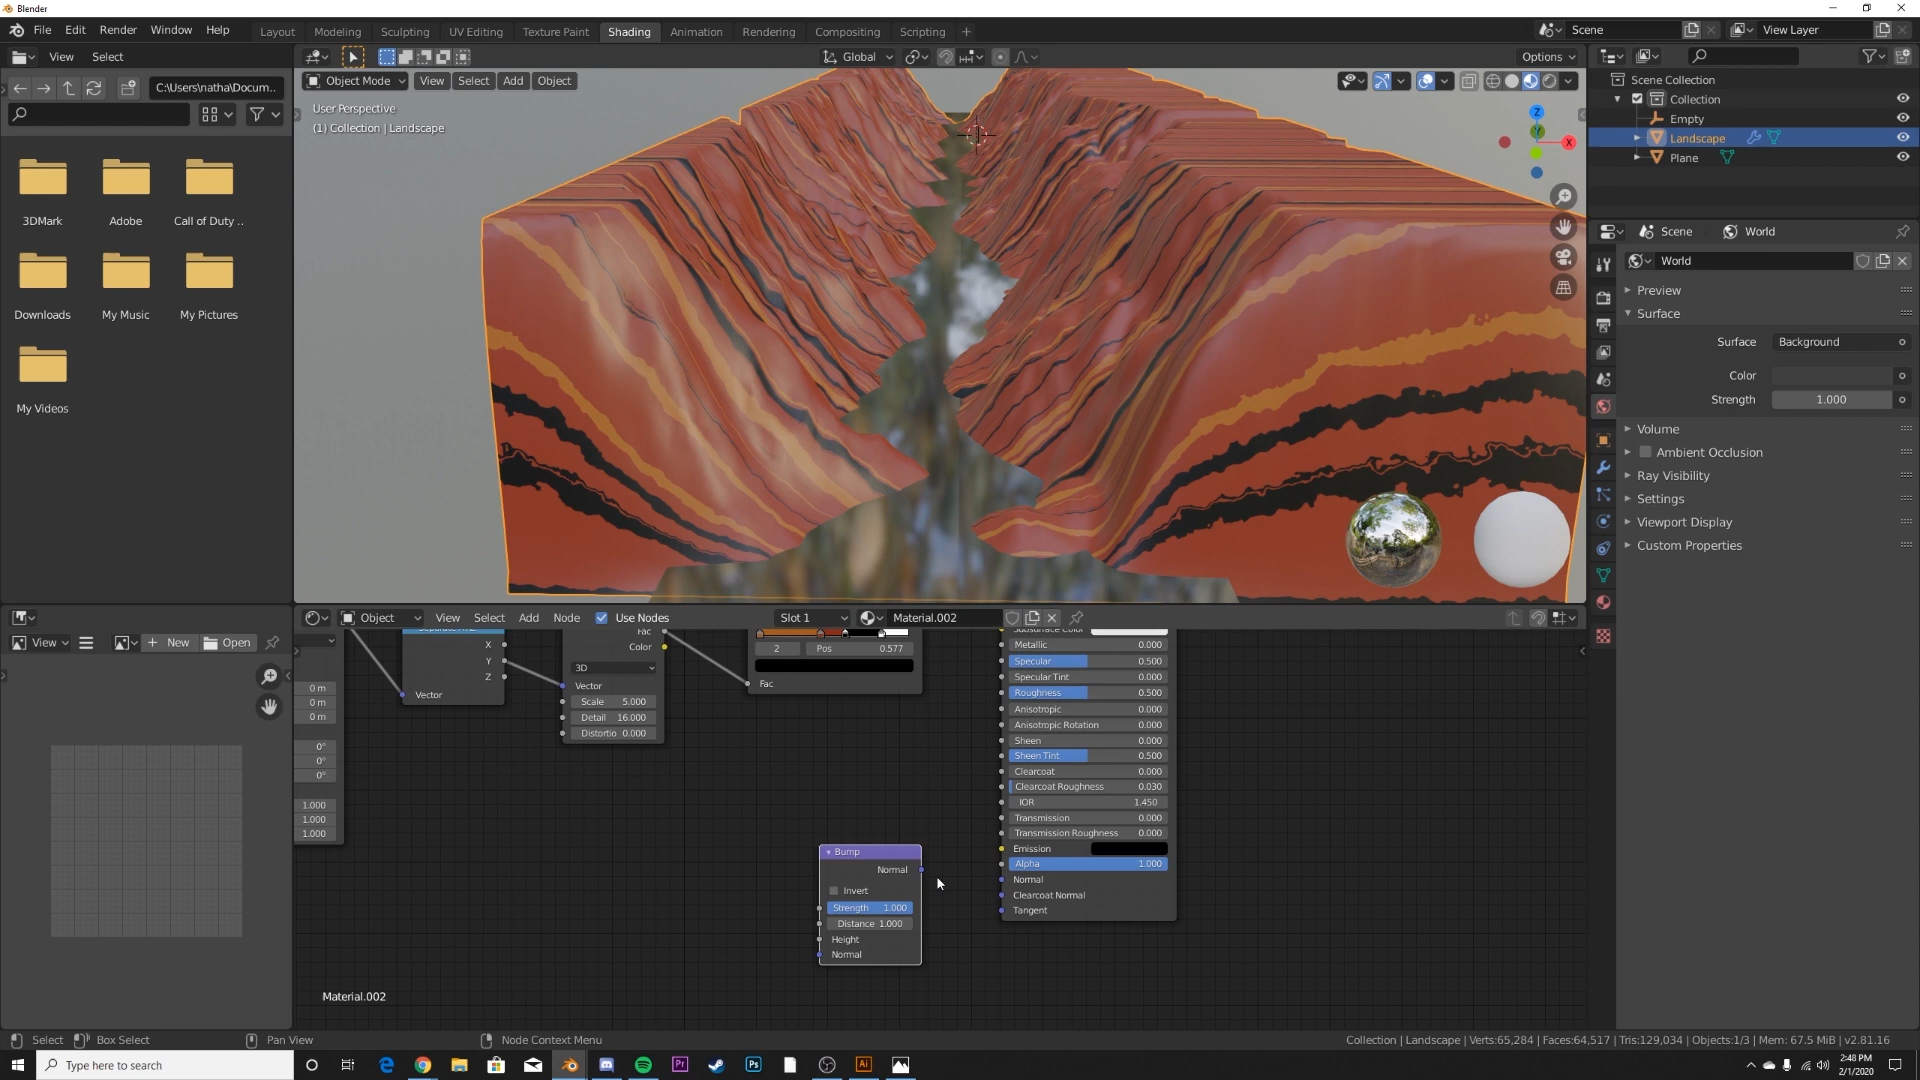 Blender
File Edit Render Window Help
Layout Modeling Sculpting UV Editing Texture Paint Shading Animation Rendering Compositing Scripting +
Scene
View Layer
View Select
Global
Options
C:\Users\natha\Docum..
Object Mode View Select Add Object
User Perspective
(1) Collection | Landscape
Z
Y
X
3DMark
Adobe
Call of Duty ..
Downloads
My Music
My Pictures
My Videos
Scene Collection
Collection
Empty
Landscape
Plane
Scene World
World
Preview
Surface
Surface Background
Color
Strength 1.000
Volume
Ambient Occlusion
Ray Visibility
Settings
Viewport Display
Custom Properties
Object View Select Add Node Use Nodes Slot 1 Material.002
View New Open
0 m
0 m
0 m
0°
0°
0°
1.000
1.000
1.000
X
Y
Z
Vector
Fac
Color
3D
Vector
Scale 5.000
Detail 16.000
Distortio 0.000
2 Pos 0.577
Fac
Subsurface Color
Metallic 0.000
Specular 0.500
Specular Tint 0.000
Roughness 0.500
Anisotropic 0.000
Anisotropic Rotation 0.000
Sheen 0.000
Sheen Tint 0.500
Clearcoat 0.000
Clearcoat Roughness 0.030
IOR 1.450
Transmission 0.000
Transmission Roughness 0.000
Emission
Alpha 1.000
Normal
Clearcoat Normal
Tangent
Bump
Normal
Invert
Strength 1.000
Distance 1.000
Height
Normal
Material.002
Select Box Select Pan View Node Context Menu
Collection | Landscape | Verts:65,284 | Faces:64,517 | Tris:129,034 | Objects:1/3 | Mem: 67.5 MiB | v2.81.16
Type here to search
Pr
Ps
Ai
2:48 PM
2/1/2020